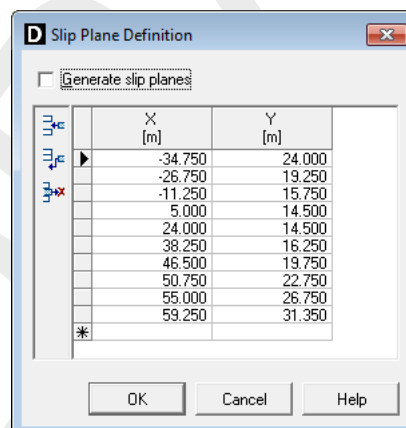 D Slip Plane Definition
Generate slip planes
X Y
[m] [m]
-34.750 24.000
-26.750 19.250
-11.250 15.750
5.000 14.500
24.000 14.500
38.250 16.250
46.500 19.750
50.750 22.750
55.000 26.750
59.250 31.350
OK Cancel Help